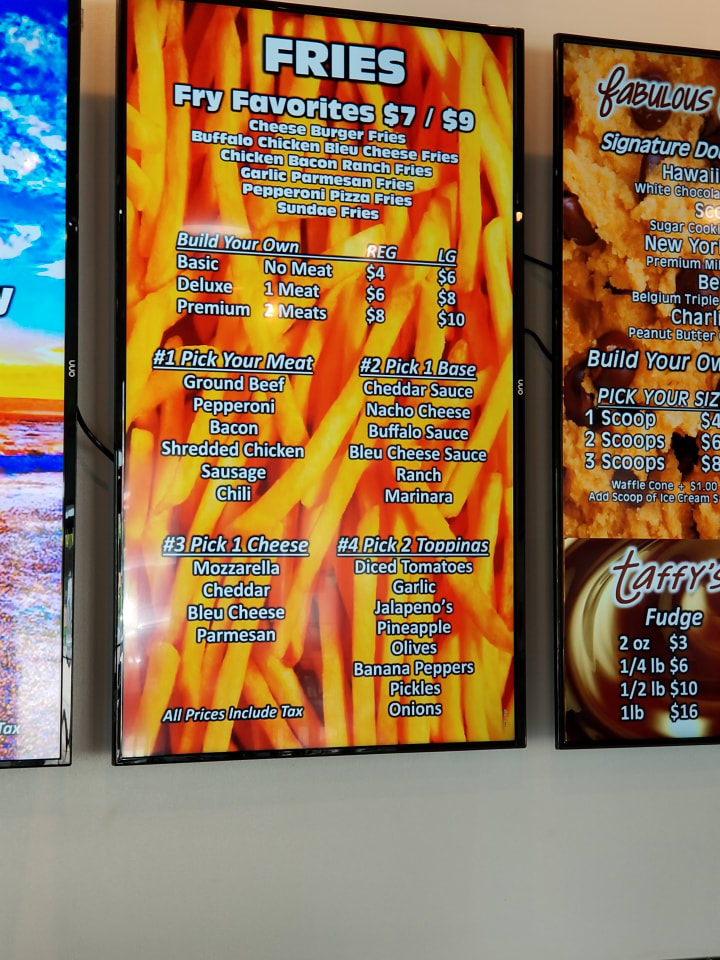 FRIES
Fry Favorites $7 / $9
Cheese Burger Fries
Buffalo Chicken Bleu Cheese Fries
Chicken Bacon Ranch Fries
Garlic Parmesan Fries
Pepperoni Pizza Fries
Sundae Fries
Build Your Own REG LG
Basic No Meat $4 $6
Deluxe 1 Meat $6 $8
Premium 2 Meats $8 $10
#1 Pick Your Meat
Ground Beef
Pepperoni
Bacon
Shredded Chicken
Sausage
Chili
#2 Pick 1 Base
Cheddar Sauce
Nacho Cheese
Buffalo Sauce
Bleu Cheese Sauce
Ranch
Marinara
#3 Pick 1 Cheese
Mozzarella
Cheddar
Bleu Cheese
Parmesan
#4 Pick 2 Toppings
Diced Tomatoes
Garlic
Jalapeno's
Pineapple
Olives
Banana Peppers
Pickles
Onions
All Prices Include Tax
Tax
fabulous
Signature
White
Sugar
New York
Premium
Belgium Triple
Peanut Butter
Build Your
PICK YOUR
1 Scoop $4
2 Scoops $6
3 Scoops $8
Waffle Cone + $1.00
Add Scoop of Ice Cream
taffy's
Fudge
2 oz $3
1/4 lb $6
1/2 lb $10
1lb $16